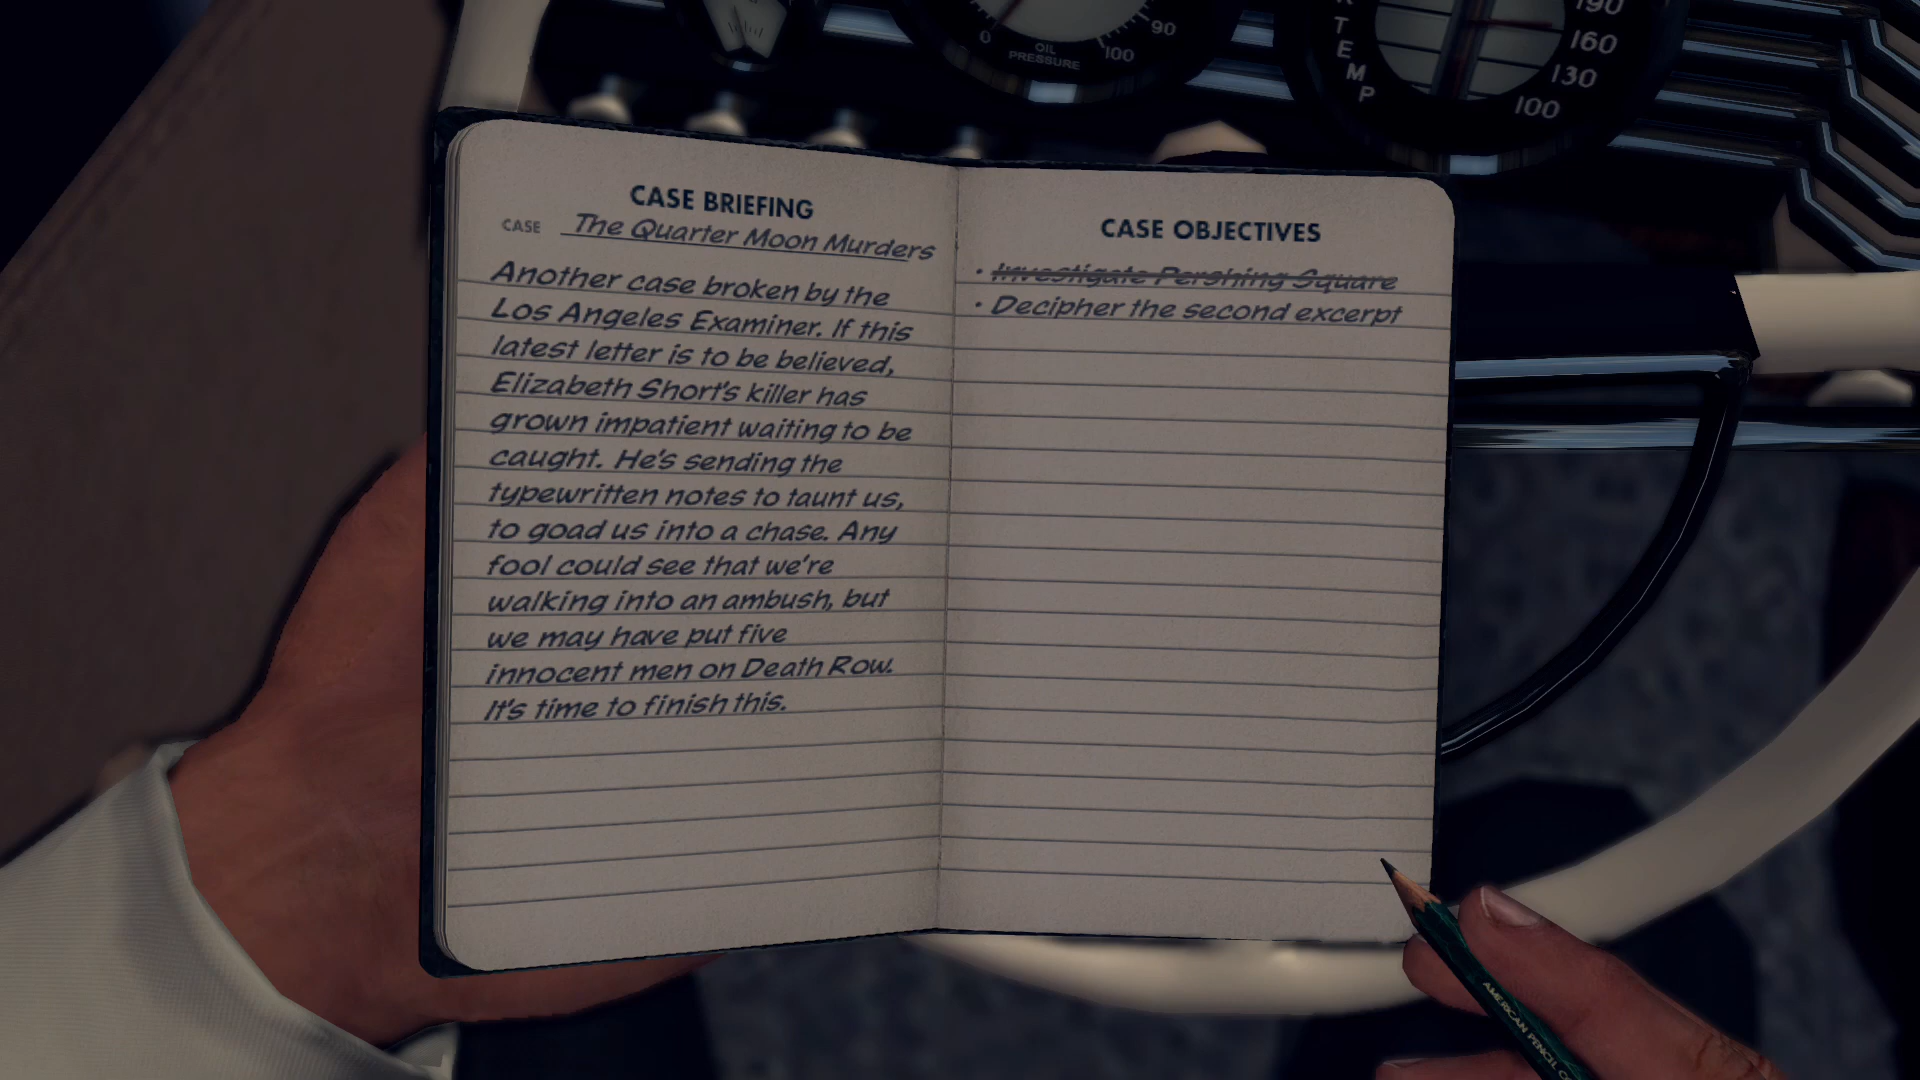 0
OIL
PRESSURE
90
100
TEMP
190
160
130
100
CASE BRIEFING
CASE The Quarter Moon Murders
Another case broken by the
Los Angeles Examiner. If this
latest letter is to be believed,
Elizabeth Short's killer has
grown impatient waiting to be
caught. He's sending the
typewritten notes to taunt us,
to goad us into a chase. Any
fool could see that we're
walking into an ambush, but
we may have put five
innocent men on Death Row.
It's time to finish this.
CASE OBJECTIVES
• Investigate Pershing Square
• Decipher the second excerpt
AMERICAN PENCIL CO